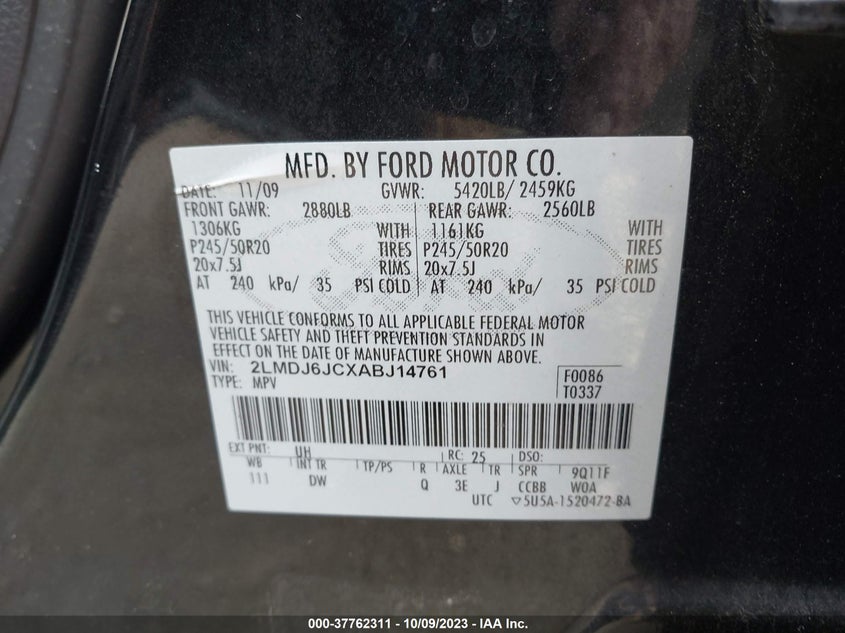 MFD. BY FORD MOTOR CO.
DATE: 11/09 GVWR: 5420LB/ 2459KG
FRONT GAWR: 2880LB REAR GAWR: 2560LB
1306KG WITH 1161KG WITH
P245/50R20 TIRES P245/50R20 TIRES
20x7.5J RIMS 20x7.5J RIMS
AT 240 kPa/ 35 PSI COLD AT 240 kPa/ 35 PSI COLD
THIS VEHICLE CONFORMS TO ALL APPLICABLE FEDERAL MOTOR
VEHICLE SAFETY AND THEFT PREVENTION STANDARDS IN
EFFECT ON THE DATE OF MANUFACTURE SHOWN ABOVE.
VIN: 2LMDJ6JCXABJ14761 F0086
TYPE: MPV T0337
EXT PNT: UH RC: 25 DSO:
WB INT TR TP/PS R AXLE TR SPR 9Q11F
111 DW Q 3E J CCBB WOA
UTC ▽5U5A-1520472-BA
000-37762311 - 10/09/2023 - IAA Inc.